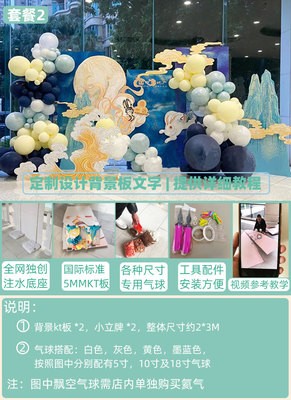 套餐2
定制设计背景板文字 | 提供详细教程
全网独创
注水底座
国际标准
5MMKT板
各种尺寸
专用气球
工具配件
安装方便
视频参考教学
说明：
① 背景kt板 *2，小立牌 *2，整体尺寸约2*3M
② 气球搭配：白色，灰色，黄色，墨蓝色，
按图中分别配有5寸，10寸及18寸气球
注：图中飘空气球需店内单独购买氦气